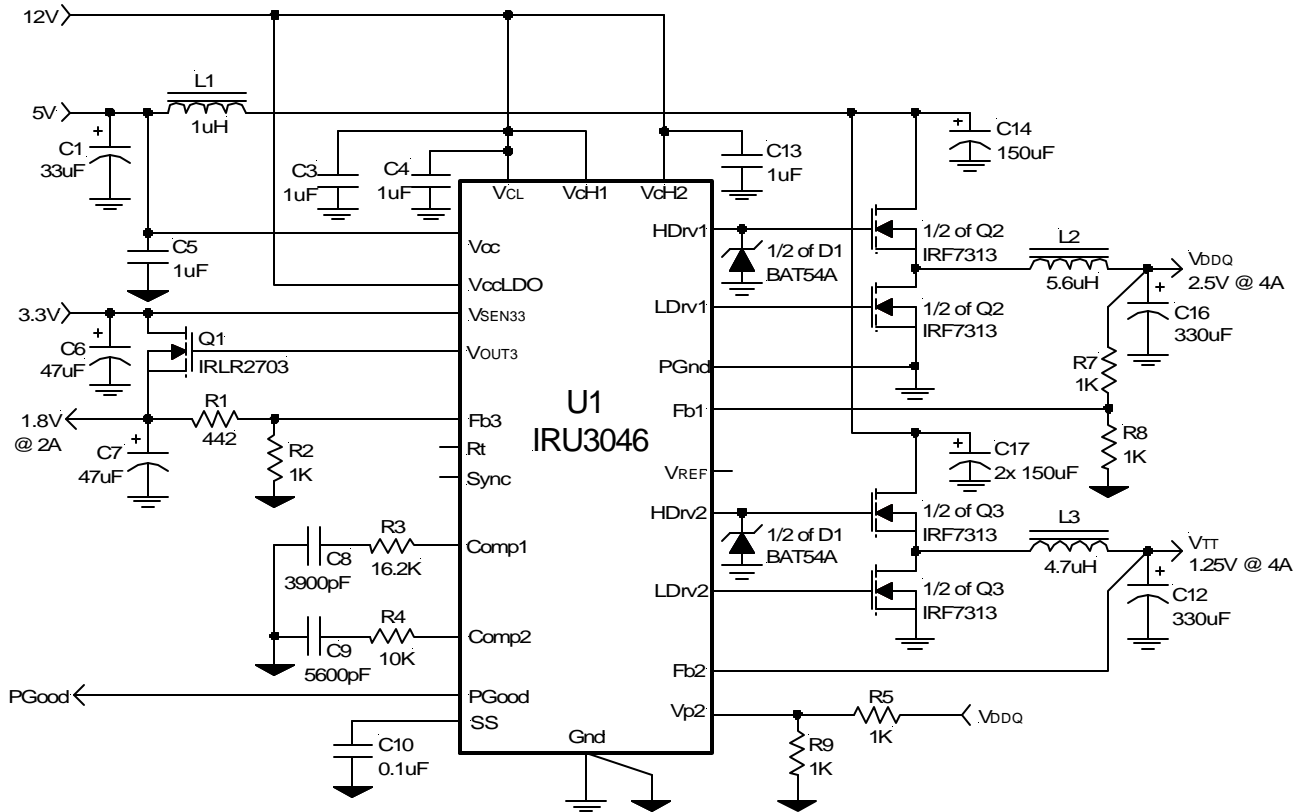 12V
5V
L1
1uH
C1
33uF
C3
1uF
C4
1uF
C13
1uF
C14
150uF
VCL
VcH1
VcH2
C5
1uF
Vcc
VccLDO
3.3V
VSEN33
C6
47uF
Q1
IRLR2703
VOUT3
1.8V
@ 2A
R1
442
Fb3
C7
47uF
R2
1K
Rt
Sync
C8
3900pF
R3
16.2K
Comp1
C9
5600pF
R4
10K
Comp2
PGood
PGood
SS
C10
0.1uF
Gnd
U1
IRU3046
HDrv1
1/2 of D1
BAT54A
1/2 of Q2
IRF7313
L2
5.6uH
VDDQ
2.5V @ 4A
LDrv1
1/2 of Q2
IRF7313
C16
330uF
PGnd
R7
1K
Fb1
R8
1K
C17
2x 150uF
VREF
HDrv2
1/2 of D1
BAT54A
1/2 of Q3
IRF7313
L3
4.7uH
VTT
1.25V @ 4A
LDrv2
1/2 of Q3
IRF7313
C12
330uF
Fb2
Vp2
R5
1K
VDDQ
R9
1K